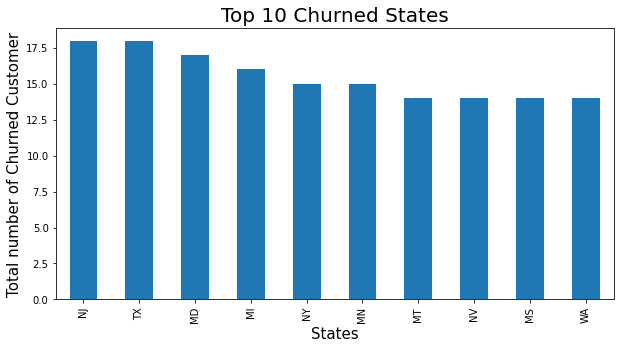 Top 10 Churned States
Total number of Churned Customer
17.5
15.0
12.5
10.0
7.5
5.0
2.5
0.0
NJ
TX
MD
MI
NY
MN
MT
NV
MS
WA
States